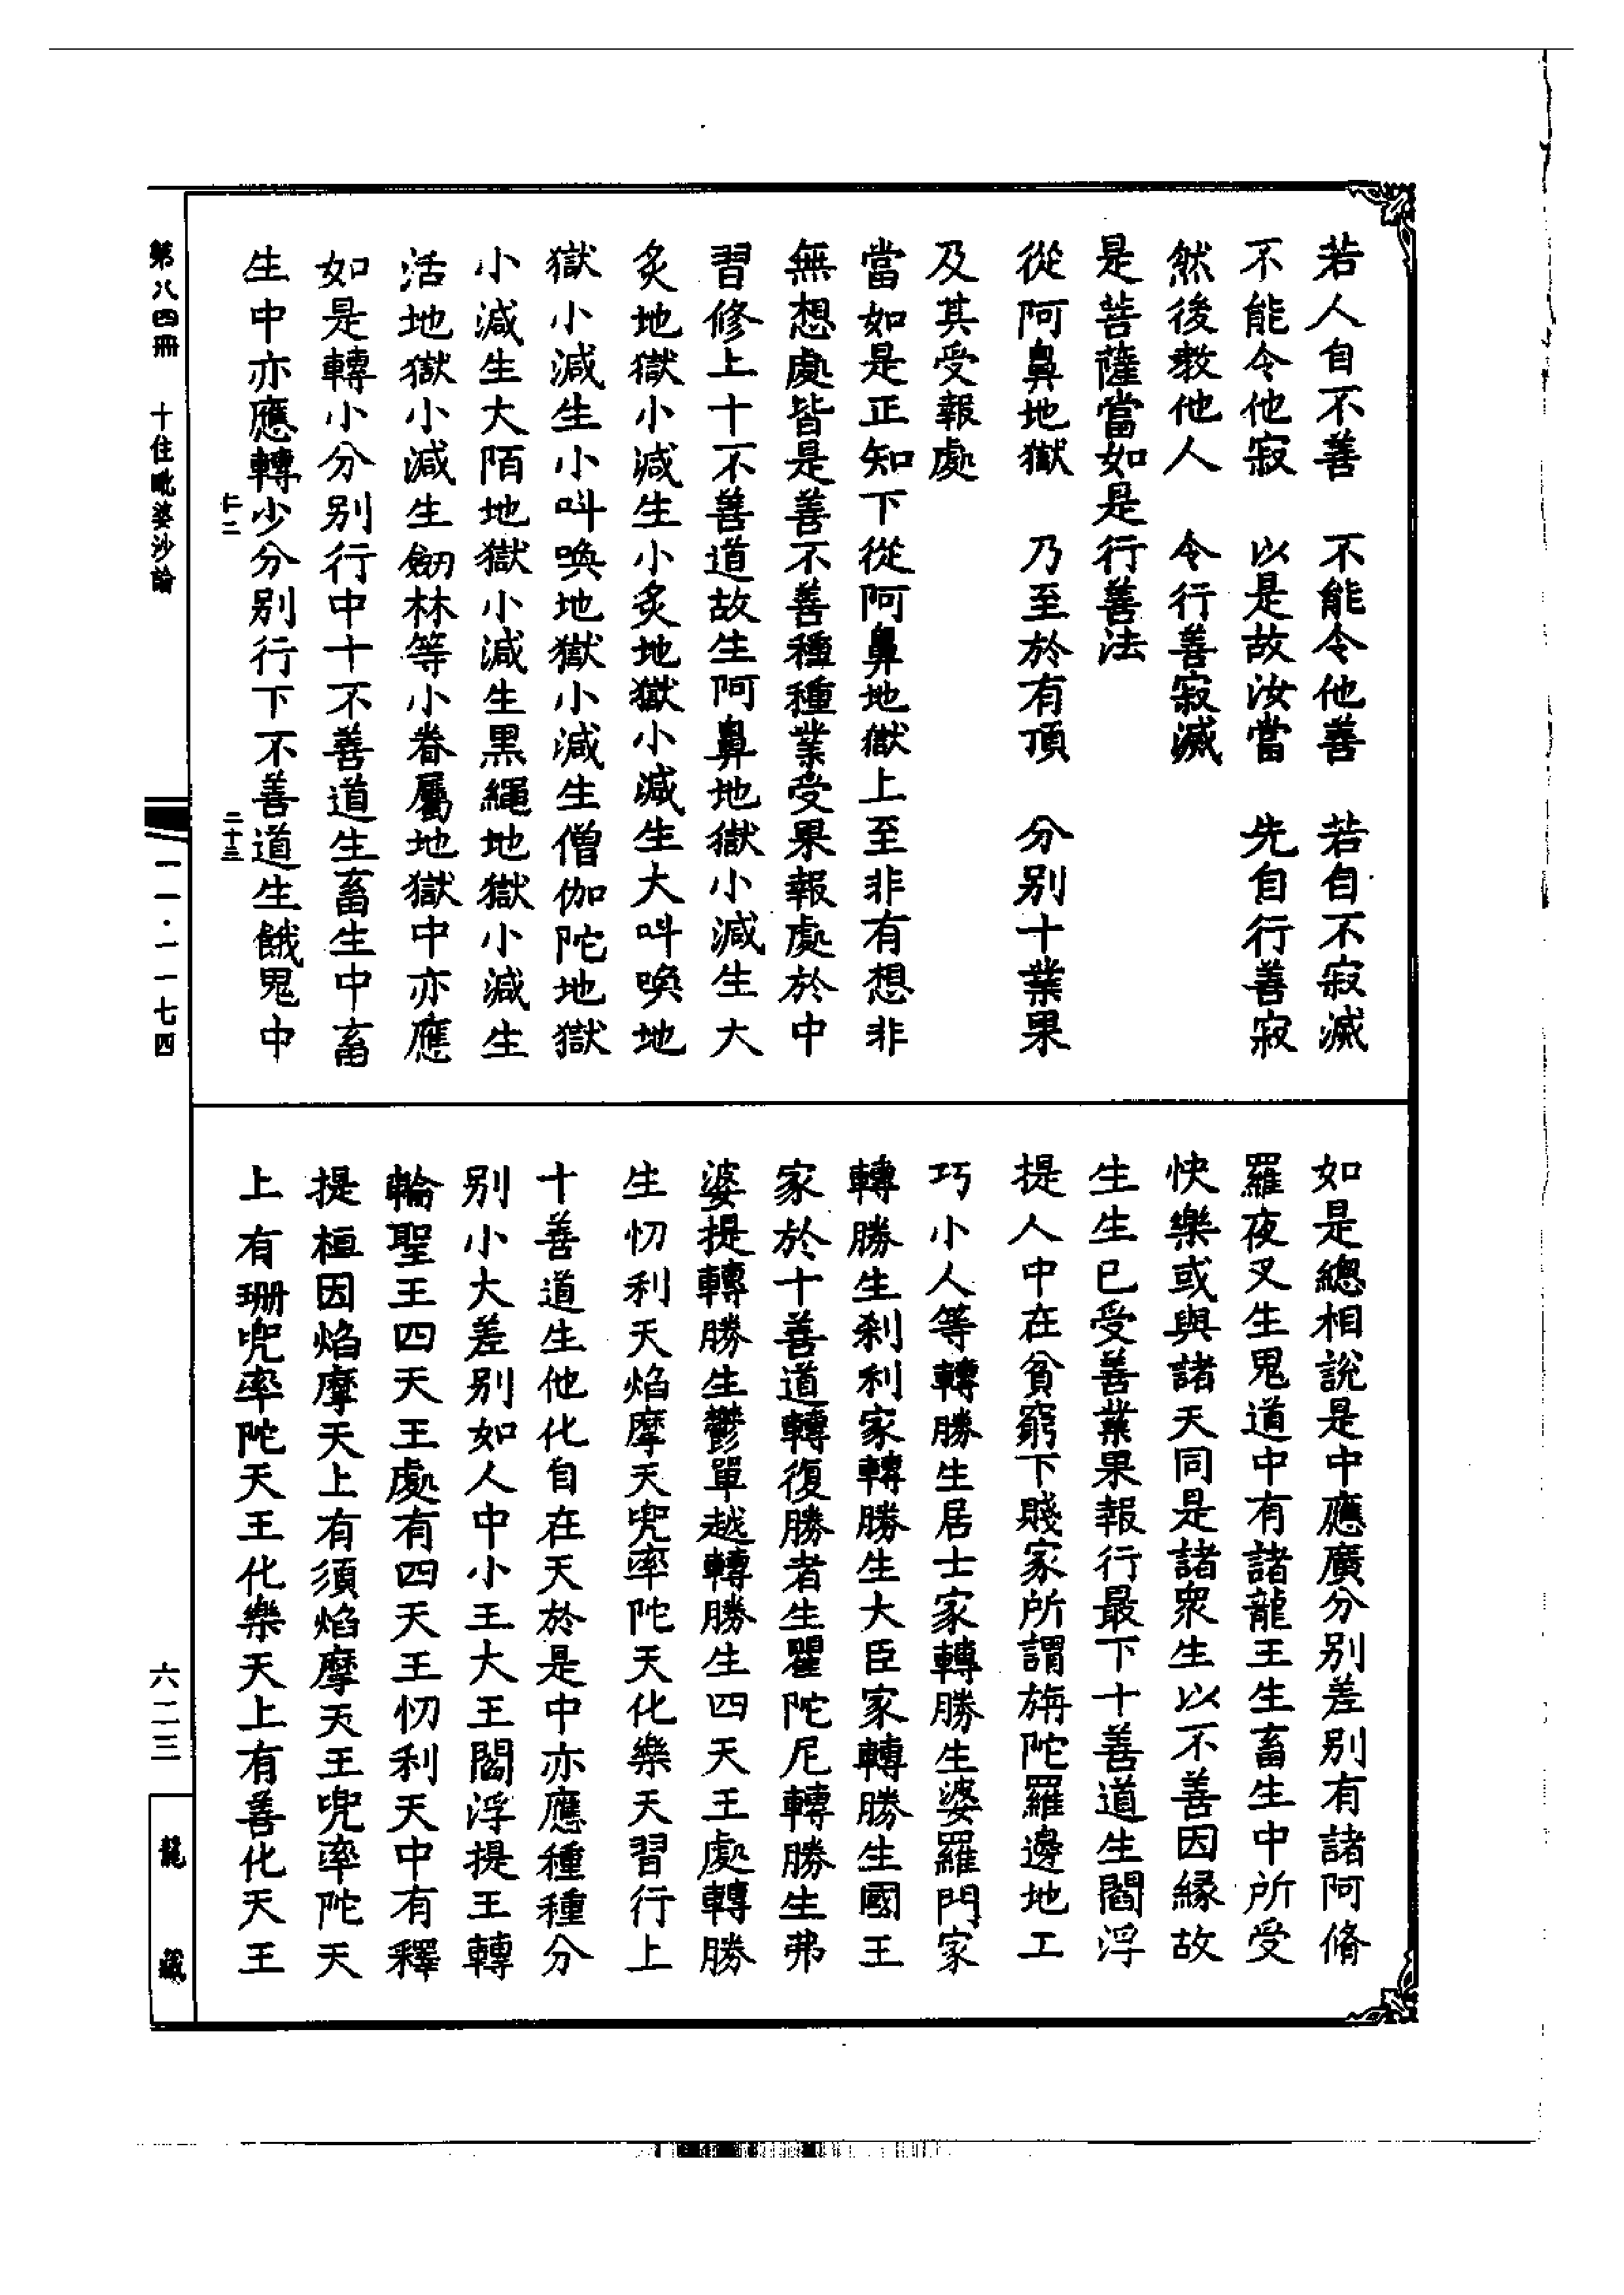 若人自不善　不能令他善　若自不寂滅
不能令他寂　以是故汝當　先自行善寂
然後教他人　令行善寂滅
是菩薩當如是行善法
從阿鼻地獄　乃至於有頂　分别十業果
及其受報處
當如是正知下從阿鼻地獄上至非有想非
無想處皆是善不善種種業受果報處於中
習修上十不善道故生阿鼻地獄小減生大
炙地獄小減生小炙地獄小減生大叫喚地
獄小減生小叫喚地獄小減生僧伽陀地獄
小減生大陌地獄小減生黑繩地獄小減生
活地獄小減生劒林等小眷屬地獄中亦應
如是轉小分别行中十不善道生畜生中畜
生中亦應轉少分别行下不善道生餓鬼中
十二
二十三
如是總相說是中應廣分别差别有諸阿脩
羅夜叉生鬼道中有諸龍王生畜生中所受
快樂或與諸天同是諸衆生以不善因緣故
生生已受善業果報行最下十善道生閻浮
提人中在貧窮下賤家所謂旃陀羅邊地工
巧小人等轉勝生居士家轉勝生婆羅門家
轉勝生刹利家轉勝生大臣家轉勝生國王
家於十善道轉復勝者生瞿陀尼轉勝生弗
婆提轉勝生鬱單越轉勝生四天王處轉勝
生忉利天焰摩天兜率陀天化樂天習行上
十善道生他化自在天於是中亦應種種分
别小大差别如人中小王大王閻浮提王轉
輪聖王四天王處有四天王忉利天中有釋
提桓因焰摩天上有須焰摩天王兜率陀天
上有珊兜率陀天王化樂天上有善化天王
第八四冊　十住毗婆沙論
一一·一一七四
六二三
龍藏